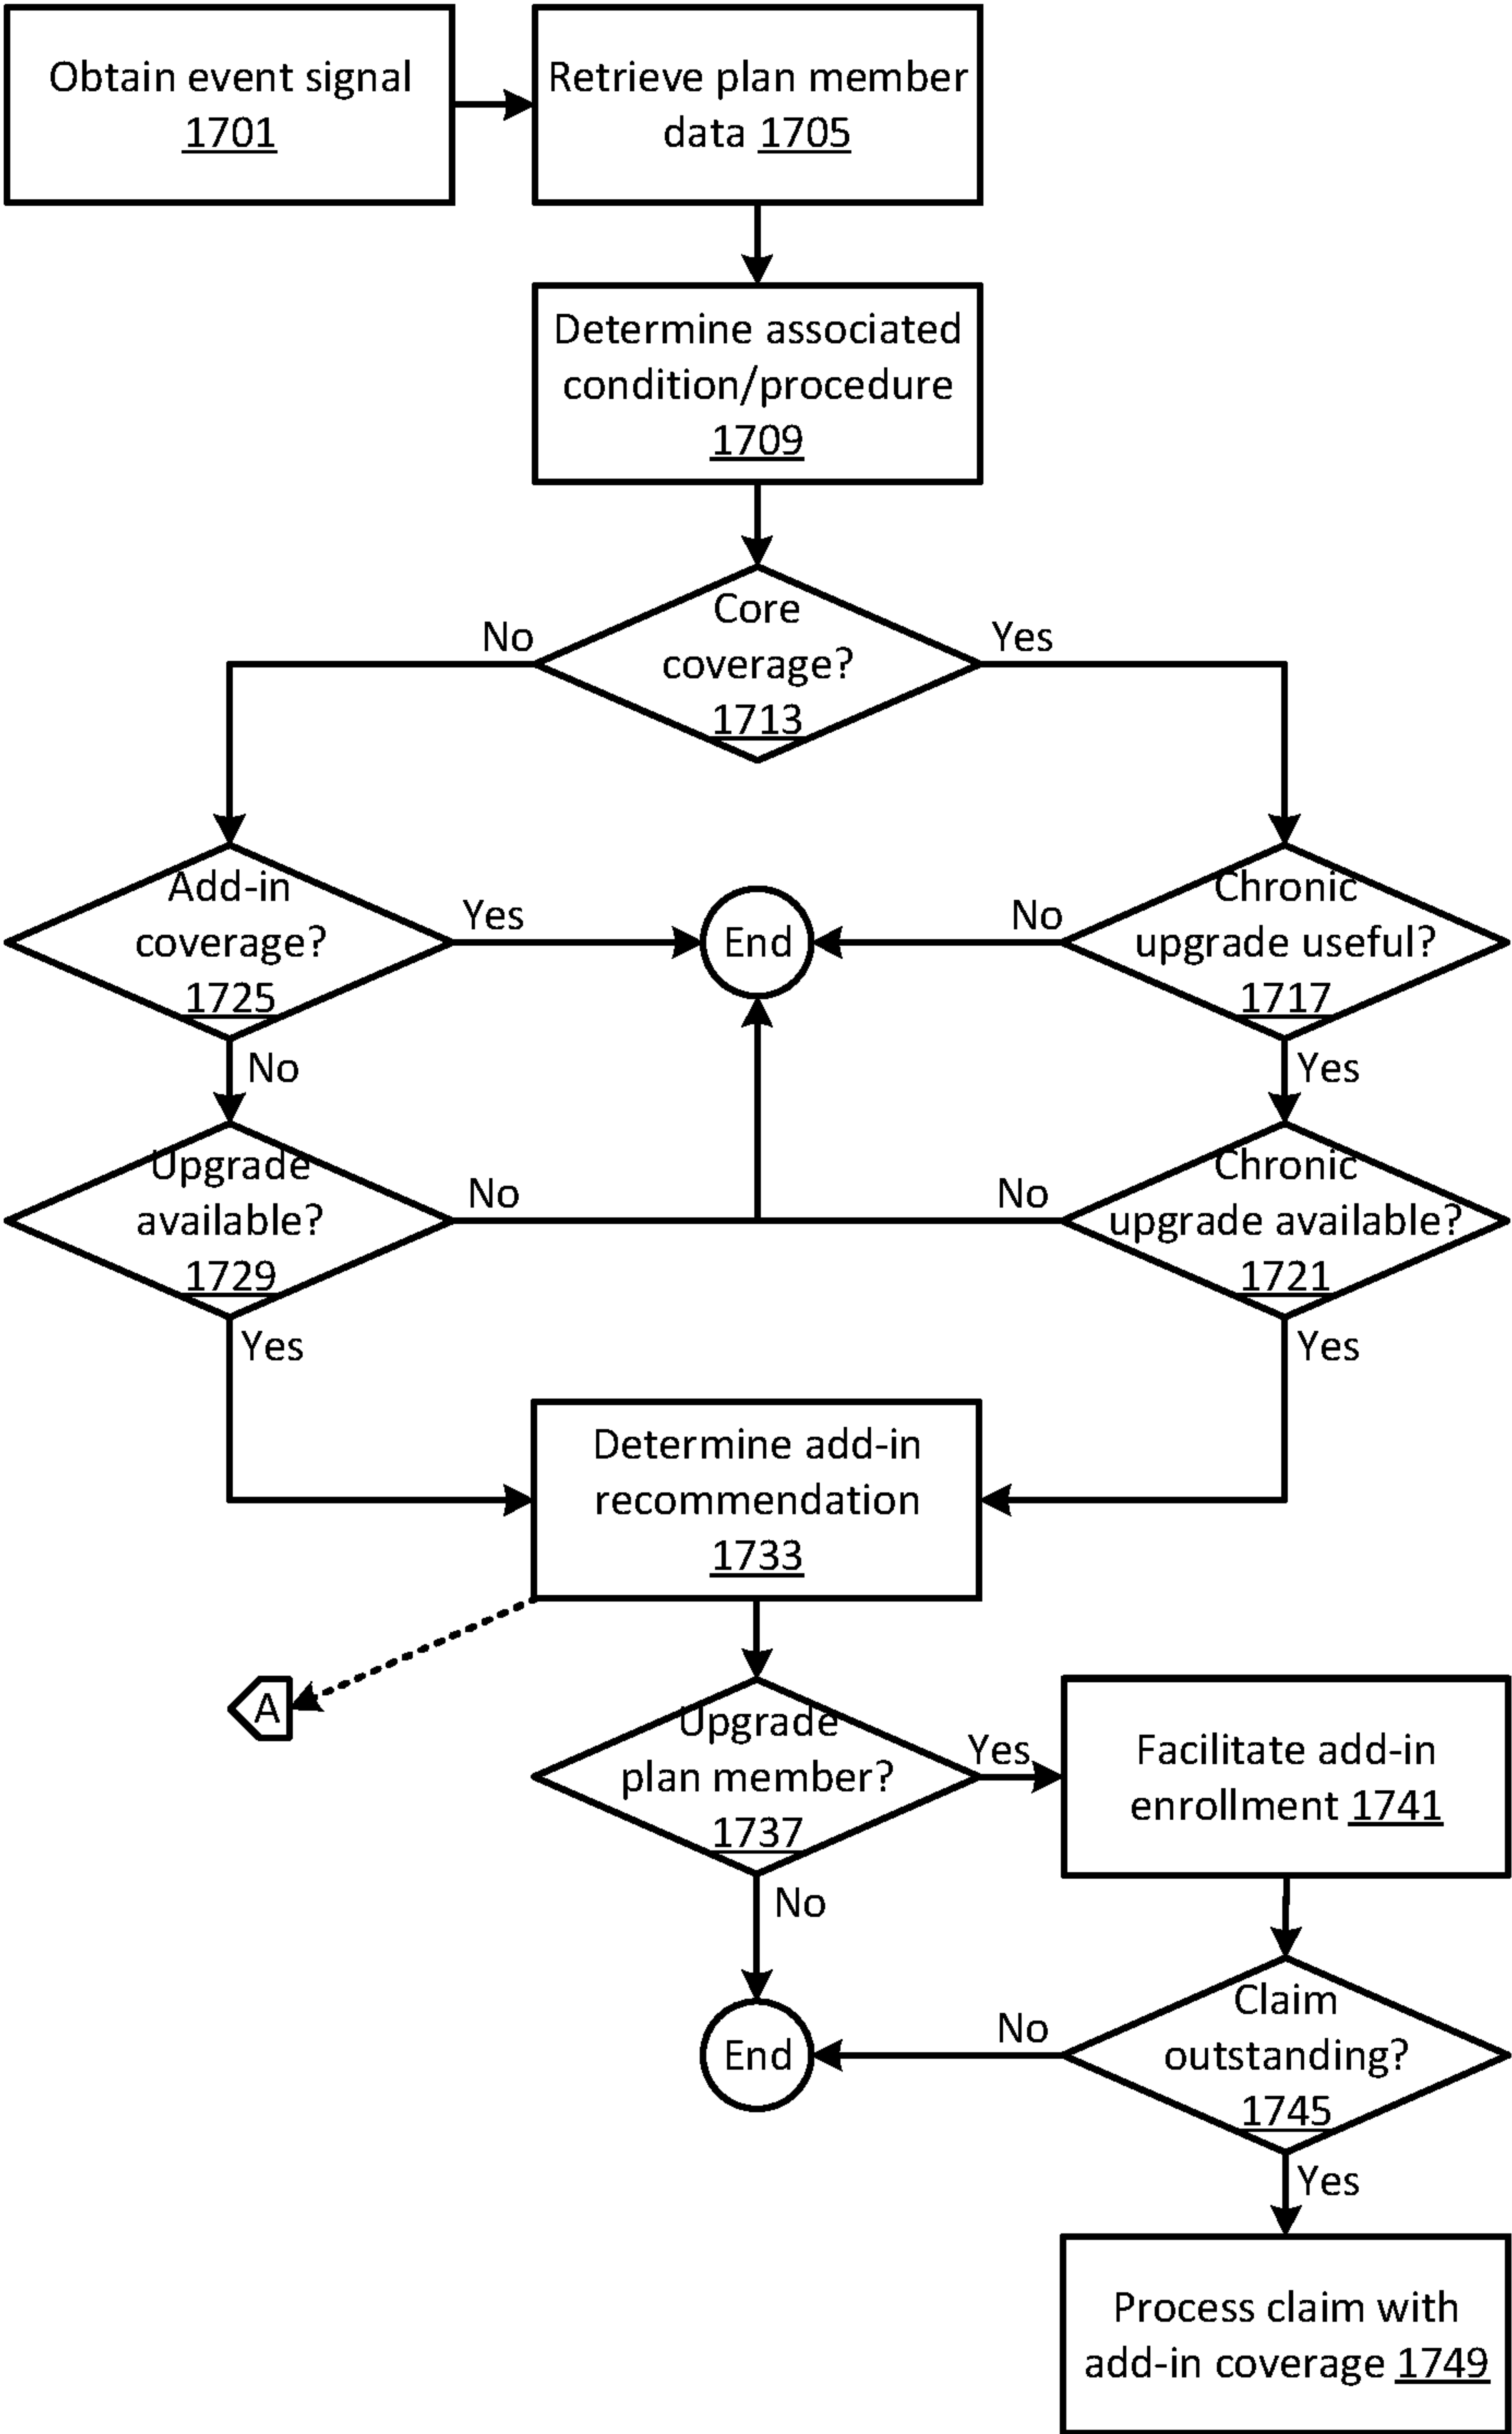 Obtain event signal
1701
Retrieve plan member
data 1705
Determine associated
condition/procedure
1709
Core
coverage?
1713
No
Yes
Add-in
coverage?
1725
Yes
End
No
Chronic
upgrade useful?
1717
No
Yes
Upgrade
available?
1729
No
No
Chronic
upgrade available?
1721
Yes
Yes
Determine add-in
recommendation
1733
A
Upgrade
plan member?
1737
Yes
Facilitate add-in
enrollment 1741
No
End
No
Claim
outstanding?
1745
Yes
Process claim with
add-in coverage 1749